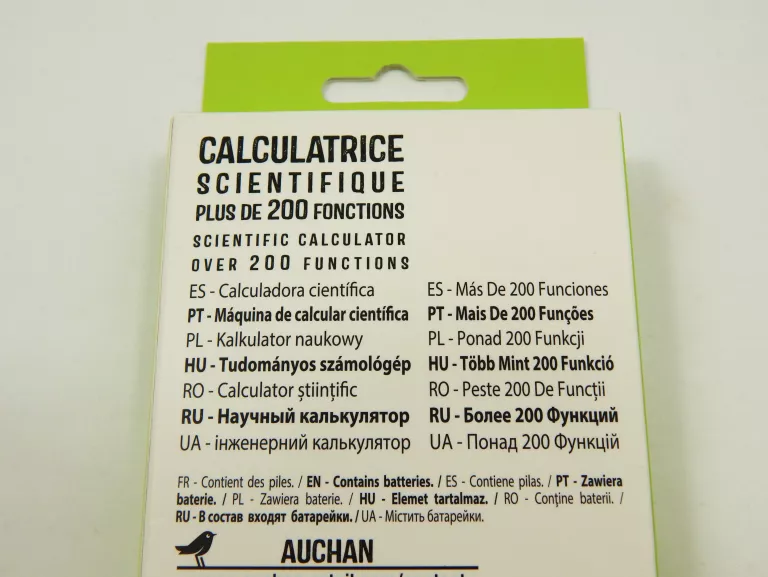 CALCULATRICE
SCIENTIFIQUE
PLUS DE 200 FONCTIONS
SCIENTIFIC CALCULATOR
OVER 200 FUNCTIONS
ES - Calculadora científica
PT - Máquina de calcular científica
PL - Kalkulator naukowy
HU - Tudományos számológép
RO - Calculator științific
RU - Научный калькулятор
UA - інженерний калькулятор
ES - Más De 200 Funciones
PT - Mais De 200 Funções
PL - Ponad 200 Funkcji
HU - Több Mint 200 Funkció
RO - Peste 200 De Funcții
RU - Более 200 Функций
UA - Понад 200 Функцій
FR - Contient des piles. / EN - Contains batteries. / ES - Contiene pilas. / PT - Zawiera
baterie. / PL - Zawiera baterie. / HU - Elemet tartalmaz. / RO - Conține baterii. /
RU - В состав входят батарейки. / UA - Містить батарейки.
AUCHAN